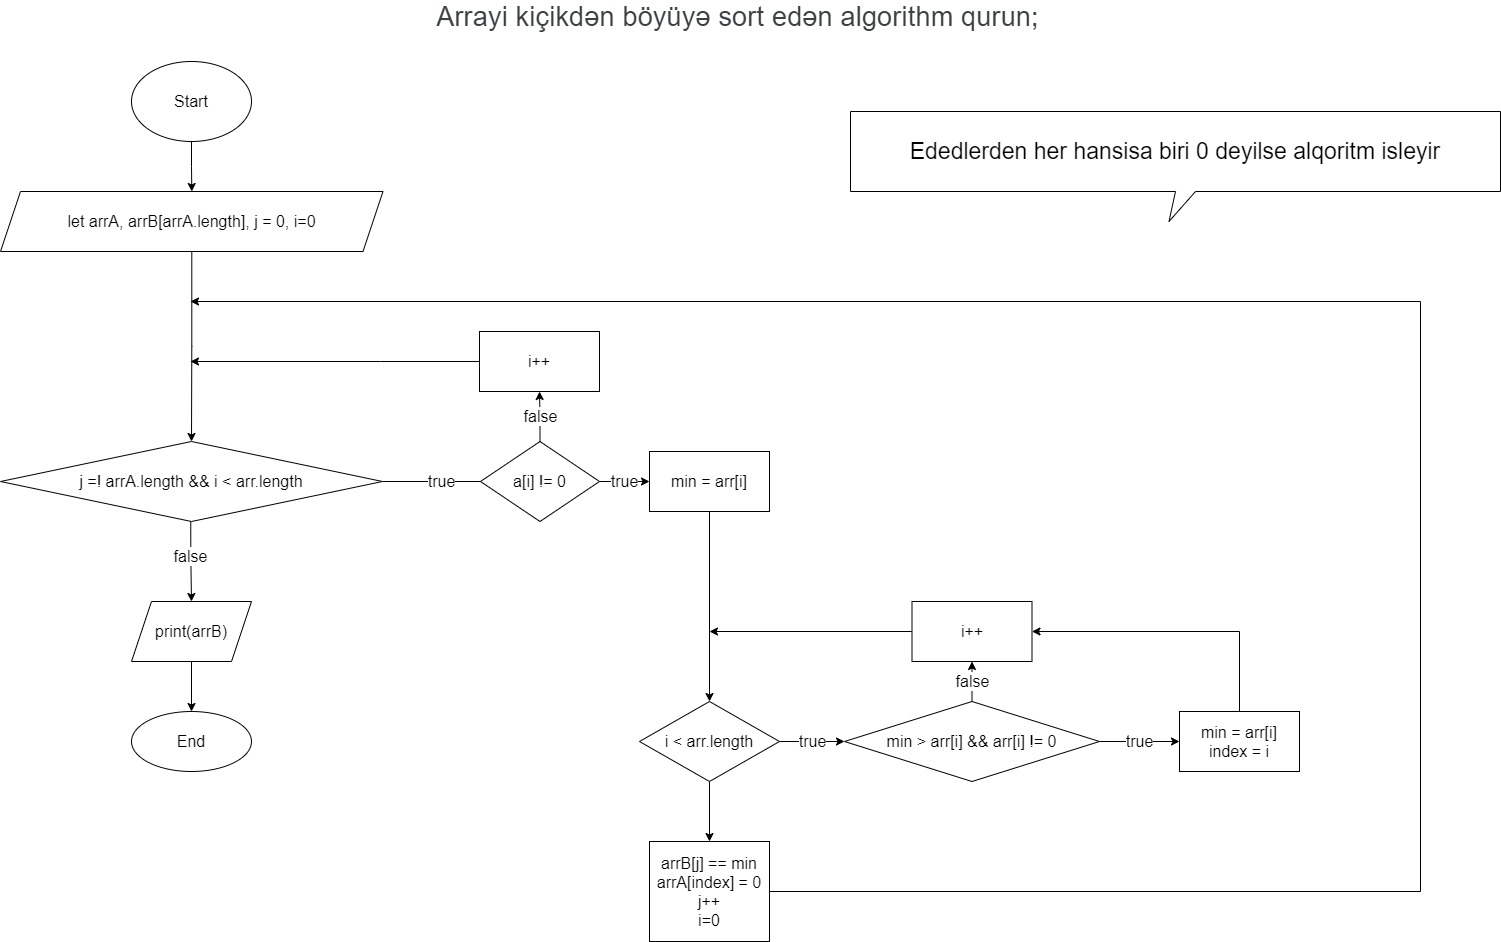 Arrayi kiçikdən böyüyə sort edən algorithm qurun;
Start
Ededlerden her hansisa biri 0 deyilse alqoritm isleyir
let arrA, arrB[arrA.length], j = 0, i=0
i++
false
j =! arrA.length && i < arr.length
true
a[i] != 0
true
min = arr[i]
false
print(arrB)
End
i++
false
i < arr.length
true
min > arr[i] && arr[i] != 0
true
min = arr[i]
index = i
arrB[j] == min
arrA[index] = 0
j++
i=0